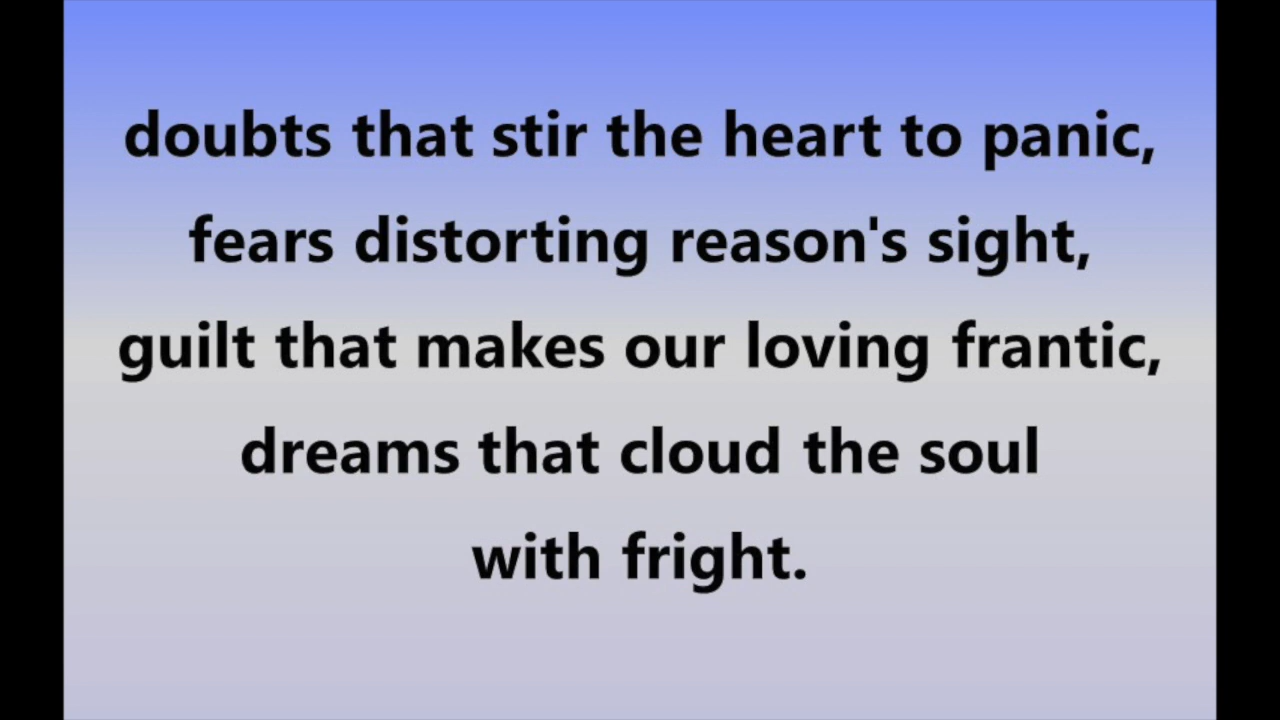 doubts that stir the heart to panic,
fears distorting reason's sight,
guilt that makes our loving frantic,
dreams that cloud the soul
with fright.